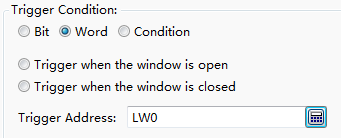 Trigger Condition:
Bit Word Condition
Trigger when the window is open
Trigger when the window is closed
Trigger Address: LW0